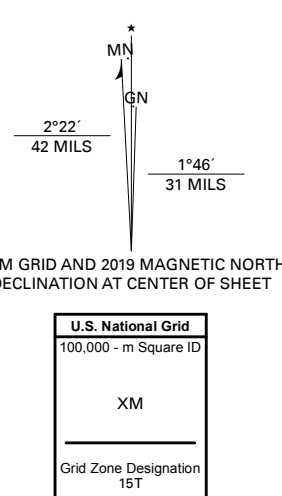 ★
MN
GN
2°22´
42 MILS
1°46´
31 MILS
M GRID AND 2019 MAGNETIC NORTH
DECLINATION AT CENTER OF SHEET
U.S. National Grid
100,000 - m Square ID
XM
Grid Zone Designation
15T